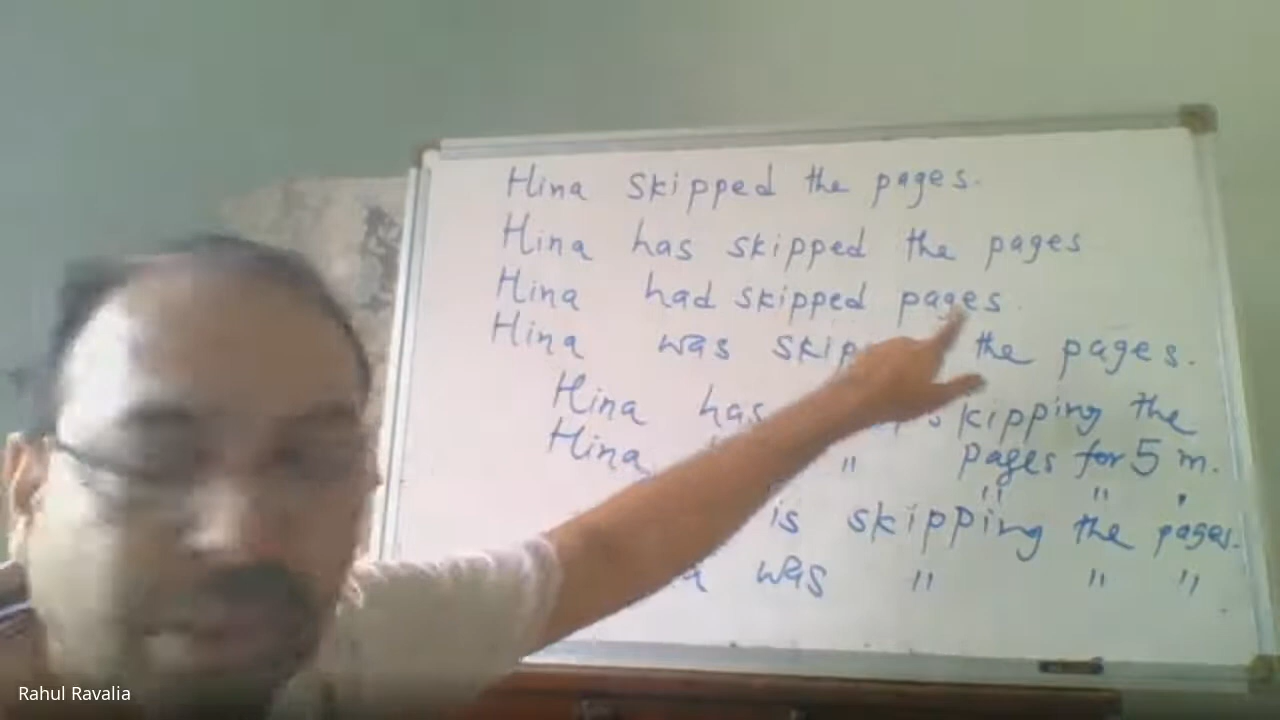 Hina skipped the pages.
Hina has skipped the pages
Hina had skipped pages.
Hina was the pages.
Hina has skipping the
pages for 5 m.
Hina " " " "
is skipping the pages.
was " " "
Rahul Ravalia